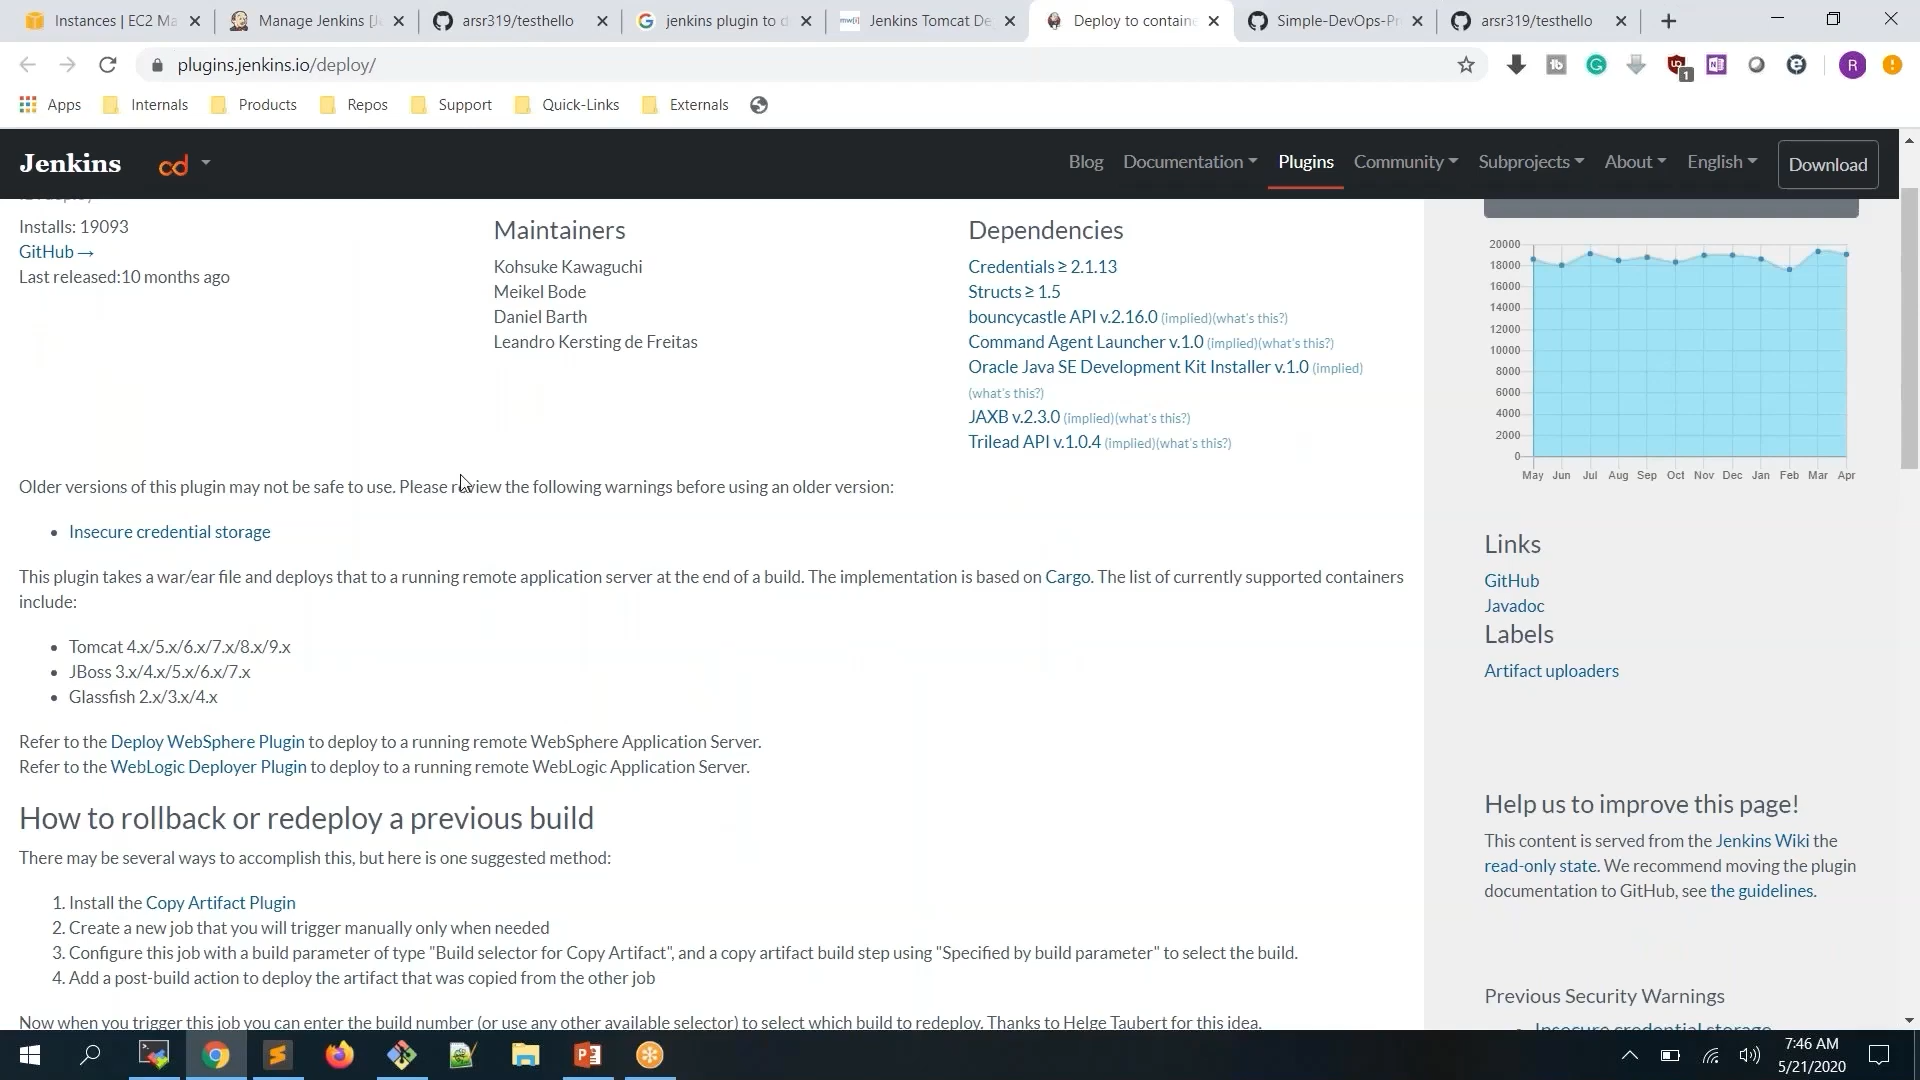 Instances | EC2 Ma
Manage Jenkins [J
arsr319/testhello
jenkins plugin to d
Jenkins Tomcat De
Deploy to containe
Simple-DevOps-Pr
arsr319/testhello
plugins.jenkins.io/deploy/
R
1
Apps
Internals
Products
Repos
Support
Quick-Links
Externals
Jenkins
cd
Blog
Documentation
Plugins
Community
Subprojects
About
English
Download
Installs: 19093
GitHub →
Last released:10 months ago
Maintainers
Kohsuke Kawaguchi
Meikel Bode
Daniel Barth
Leandro Kersting de Freitas
Dependencies
Credentials ≥ 2.1.13
Structs ≥ 1.5
bouncycastle API v.2.16.0 (implied)(what's this?)
Command Agent Launcher v.1.0 (implied)(what's this?)
Oracle Java SE Development Kit Installer v.1.0 (implied)
(what's this?)
JAXB v.2.3.0 (implied)(what's this?)
Trilead API v.1.0.4 (implied)(what's this?)
20000
18000
16000
14000
12000
10000
8000
6000
4000
2000
0
May Jun Jul Aug Sep Oct Nov Dec Jan Feb Mar Apr
Older versions of this plugin may not be safe to use. Please review the following warnings before using an older version:
• Insecure credential storage
This plugin takes a war/ear file and deploys that to a running remote application server at the end of a build. The implementation is based on Cargo. The list of currently supported containers
include:
• Tomcat 4.x/5.x/6.x/7.x/8.x/9.x
• JBoss 3.x/4.x/5.x/6.x/7.x
• Glassfish 2.x/3.x/4.x
Refer to the Deploy WebSphere Plugin to deploy to a running remote WebSphere Application Server.
Refer to the WebLogic Deployer Plugin to deploy to a running remote WebLogic Application Server.
How to rollback or redeploy a previous build
There may be several ways to accomplish this, but here is one suggested method:
1. Install the Copy Artifact Plugin
2. Create a new job that you will trigger manually only when needed
3. Configure this job with a build parameter of type "Build selector for Copy Artifact", and a copy artifact build step using "Specified by build parameter" to select the build.
4. Add a post-build action to deploy the artifact that was copied from the other job
Now when you trigger this job you can enter the build number (or use any other available selector) to select which build to redeploy. Thanks to Helge Taubert for this idea.
Links
GitHub
Javadoc
Labels
Artifact uploaders
Help us to improve this page!
This content is served from the Jenkins Wiki the
read-only state. We recommend moving the plugin
documentation to GitHub, see the guidelines.
Previous Security Warnings
• Insecure credential storage
7:46 AM
5/21/2020